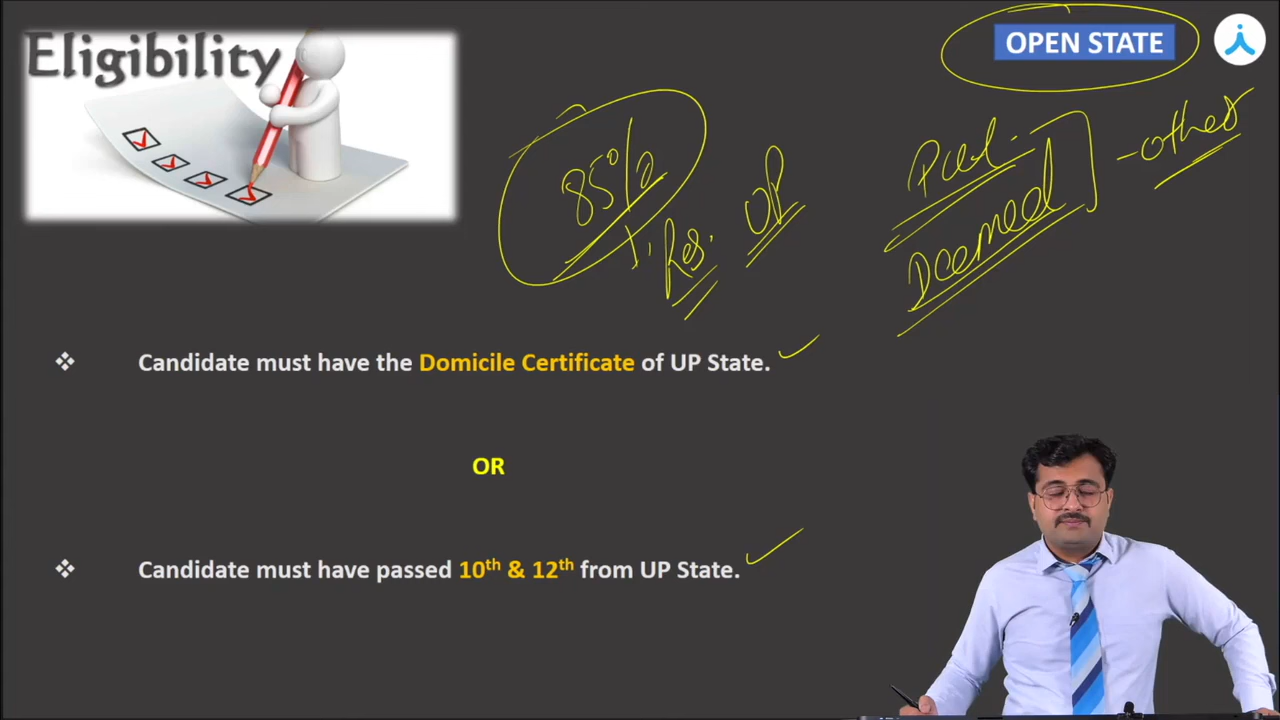 Eligibility
OPEN STATE
85%
Res. UP
Deemed
- other
❖ Candidate must have the Domicile Certificate of UP State.
OR
❖ Candidate must have passed 10th & 12th from UP State.